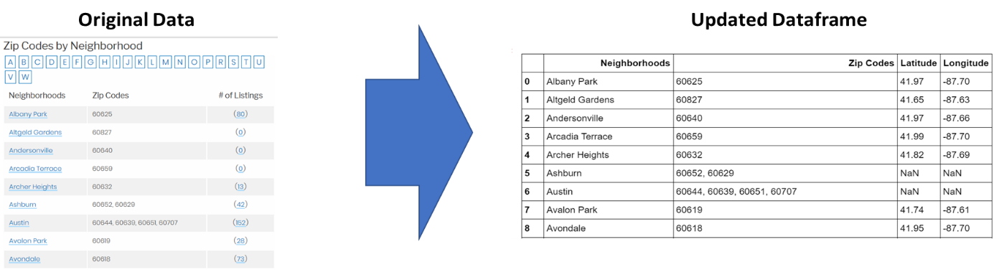 Original Data
Zip Codes by Neighborhood
A B C D E F G H I J K L M N O P R S T U
V W
Neighborhoods Zip Codes # of Listings
Albany Park 60625 (80)
Altgeld Gardens 60827 (0)
Andersonville 60640 (0)
Arcadia Terrace 60659 (0)
Archer Heights 60632 (13)
Ashburn 60652, 60629 (42)
Austin 60644, 60639, 60651, 60707 (152)
Avalon Park 60619 (28)
Avondale 60618 (73)
Updated Dataframe
Neighborhoods Zip Codes Latitude Longitude
0 Albany Park 60625 41.97 -87.70
1 Altgeld Gardens 60827 41.65 -87.63
2 Andersonville 60640 41.97 -87.66
3 Arcadia Terrace 60659 41.99 -87.70
4 Archer Heights 60632 41.82 -87.69
5 Ashburn 60652, 60629 NaN NaN
6 Austin 60644, 60639, 60651, 60707 NaN NaN
7 Avalon Park 60619 41.74 -87.61
8 Avondale 60618 41.95 -87.70